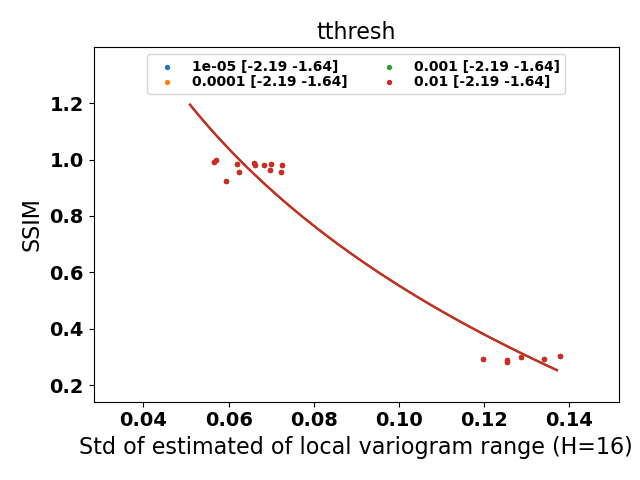 tthresh
1e-05 [-2.19 -1.64]
0.0001 [-2.19 -1.64]
0.001 [-2.19 -1.64]
0.01 [-2.19 -1.64]
SSIM
1.2
1.0
0.8
0.6
0.4
0.2
0.04 0.06 0.08 0.10 0.12 0.14
Std of estimated of local variogram range (H=16)